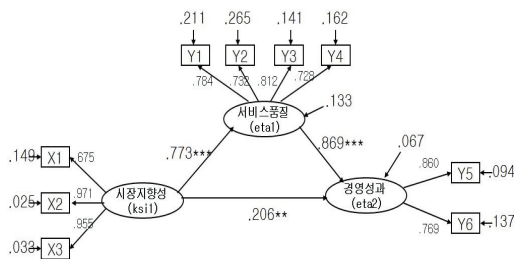 .211 .265 .141 .162
Y1 Y2 Y3 Y4
.784 .732 .812 .728
서비스품질
(eta1)
.133
.773***
.869***
.067
.149 X1 .675
.025 X2 .971
.033 X3 .955
시장지향성
(ksi1)
.206**
경영성과
(eta2)
.860 Y5 .094
.769 Y6 .137